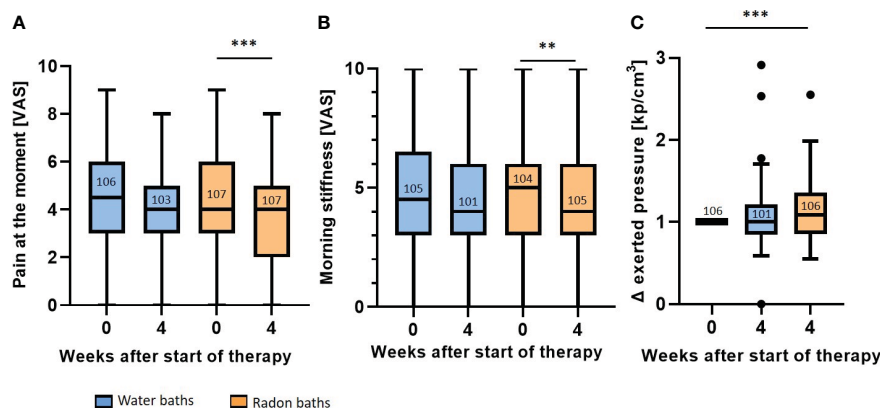 A
Pain at the moment [VAS]
10
8
6
4
2
0
***
106
103
107
107
0 4 0 4
Weeks after start of therapy
B
Morning stiffness [VAS]
10
5
0
**
105
101
104
105
0 4 0 4
Weeks after start of therapy
C
Δ exerted pressure [kp/cm³]
3
2
1
0
***
106
101
106
0 4 4
Weeks after start of therapy
Water baths
Radon baths